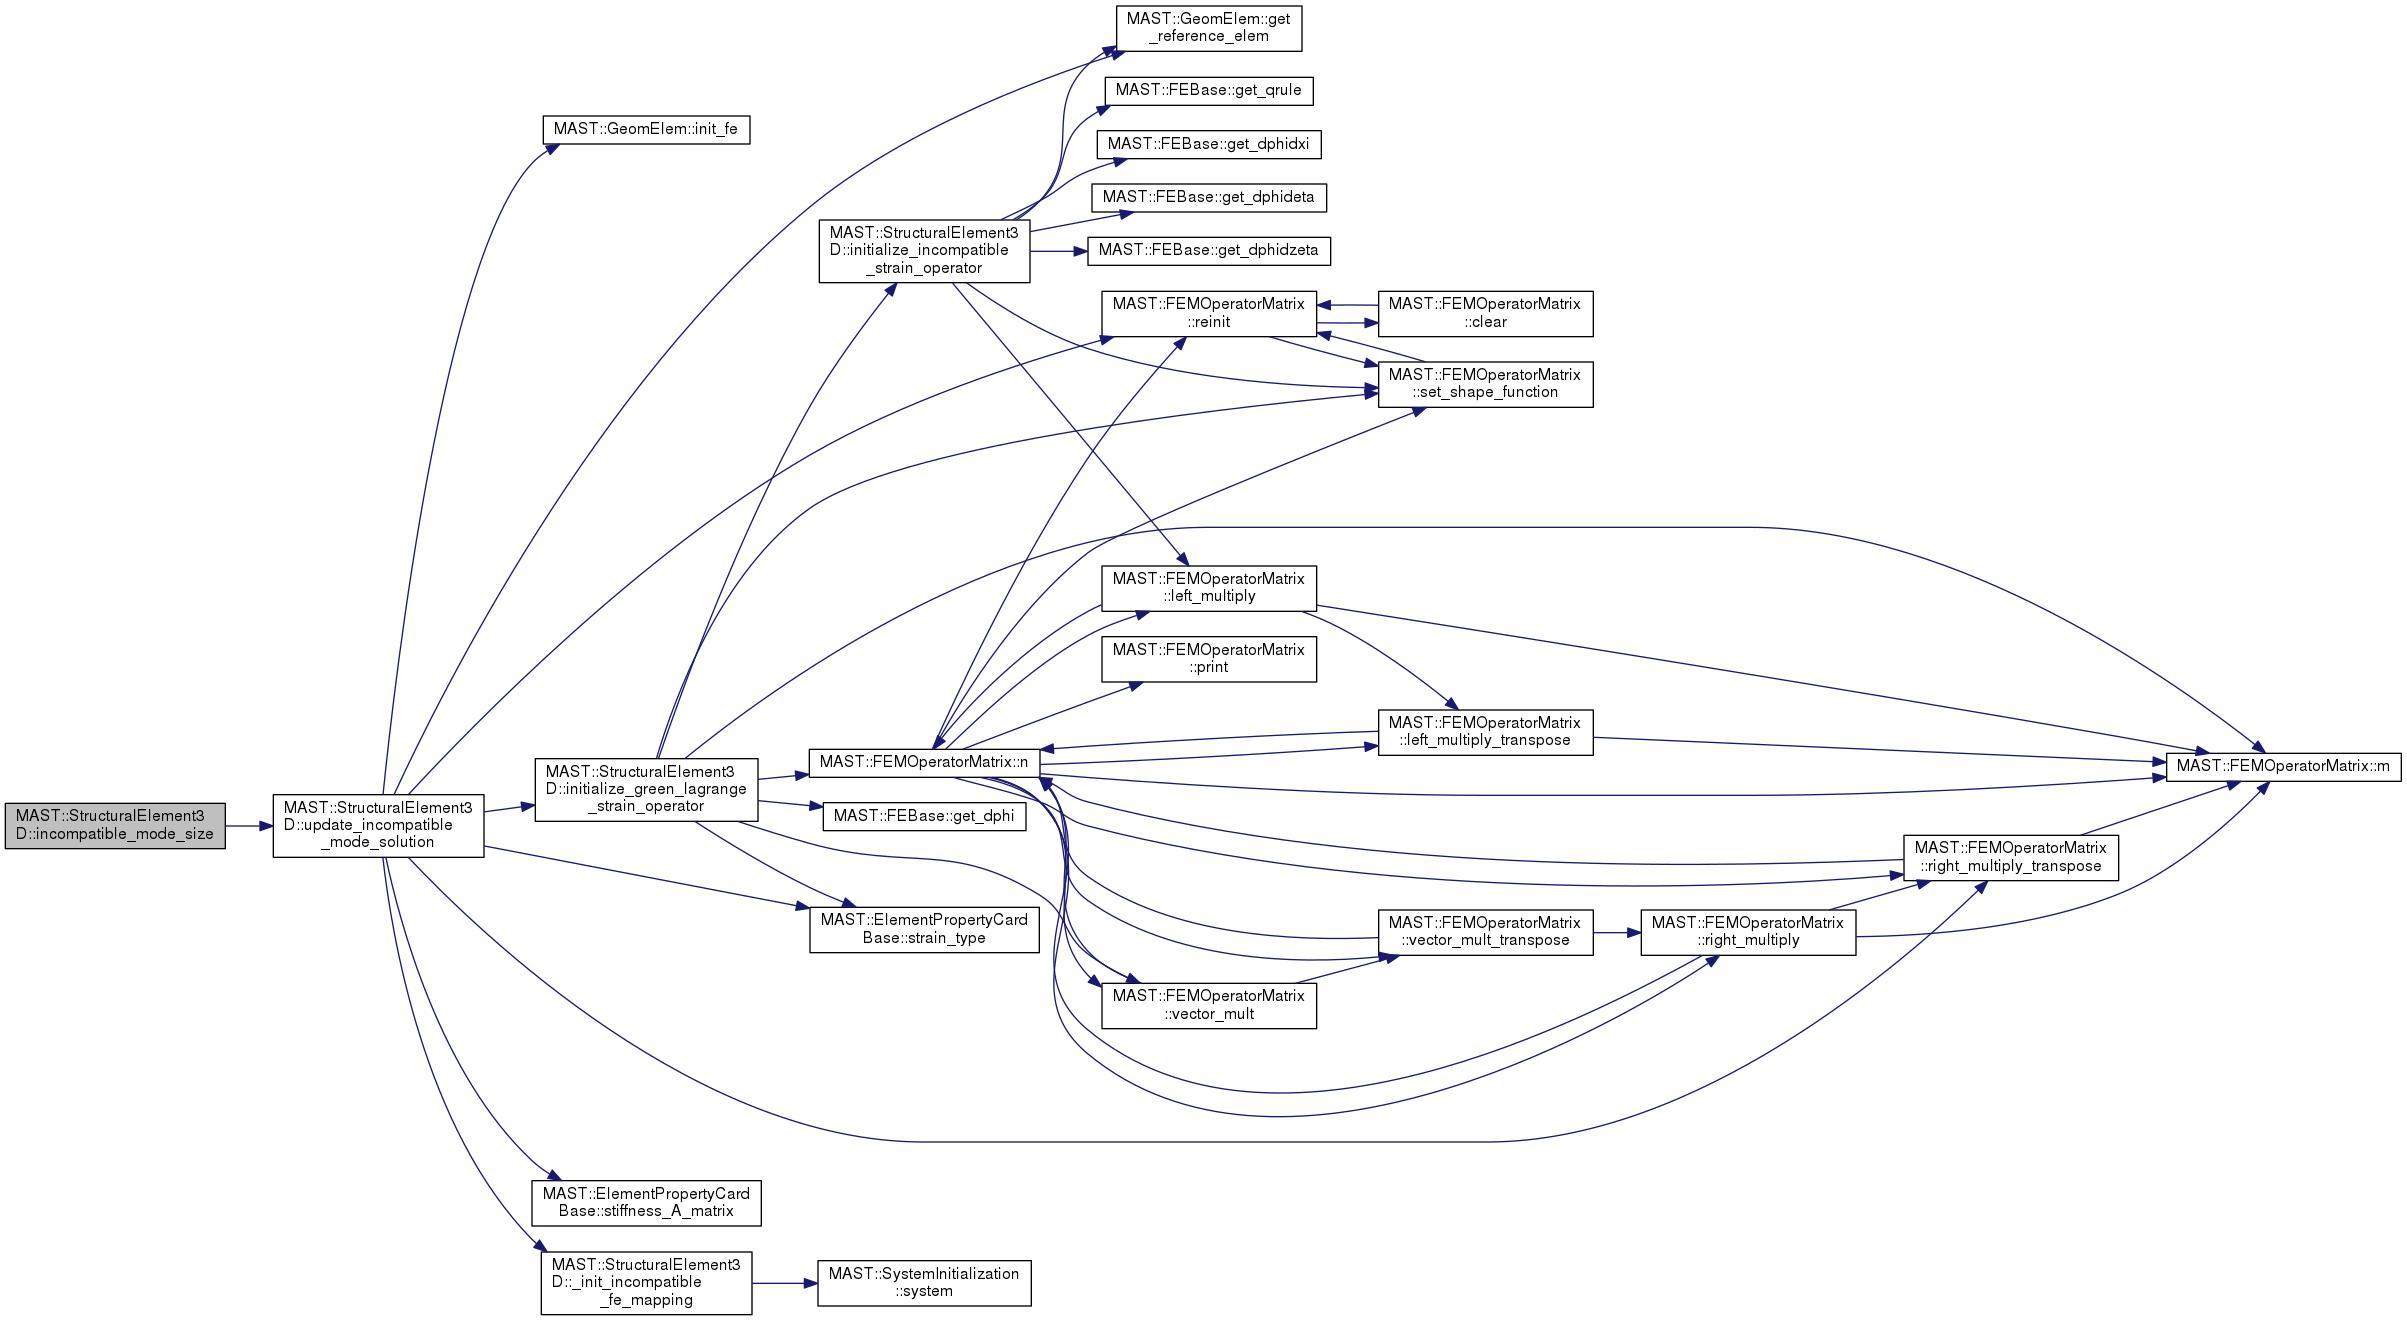 MAST::StructuralElement3
D::incompatible_mode_size
MAST::StructuralElement3
D::update_incompatible
_mode_solution
MAST::GeomElem::init_fe
MAST::StructuralElement3
D::initialize_green_lagrange
_strain_operator
MAST::ElementPropertyCard
Base::stiffness_A_matrix
MAST::StructuralElement3
D::_init_incompatible
_fe_mapping
MAST::StructuralElement3
D::initialize_incompatible
_strain_operator
MAST::FEMOperatorMatrix::n
MAST::FEBase::get_dphi
MAST::ElementPropertyCard
Base::strain_type
MAST::SystemInitialization
::system
MAST::GeomElem::get
_reference_elem
MAST::FEBase::get_qrule
MAST::FEBase::get_dphidxi
MAST::FEBase::get_dphideta
MAST::FEBase::get_dphidzeta
MAST::FEMOperatorMatrix
::reinit
MAST::FEMOperatorMatrix
::left_multiply
MAST::FEMOperatorMatrix
::print
MAST::FEMOperatorMatrix
::vector_mult
MAST::FEMOperatorMatrix
::clear
MAST::FEMOperatorMatrix
::set_shape_function
MAST::FEMOperatorMatrix
::left_multiply_transpose
MAST::FEMOperatorMatrix
::vector_mult_transpose
MAST::FEMOperatorMatrix
::right_multiply
MAST::FEMOperatorMatrix
::right_multiply_transpose
MAST::FEMOperatorMatrix::m